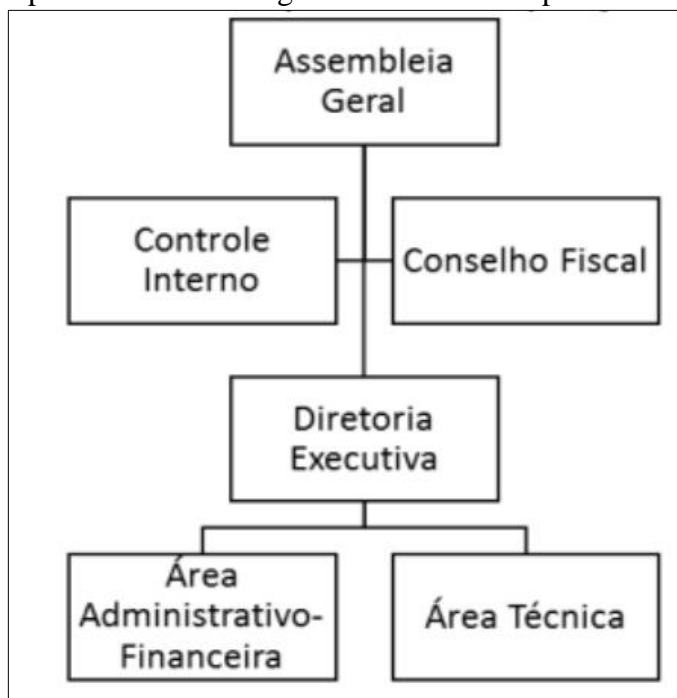 Assembleia
Geral
Controle
Interno
Conselho Fiscal
Diretoria
Executiva
Área
Administrativo-
Financeira
Área Técnica